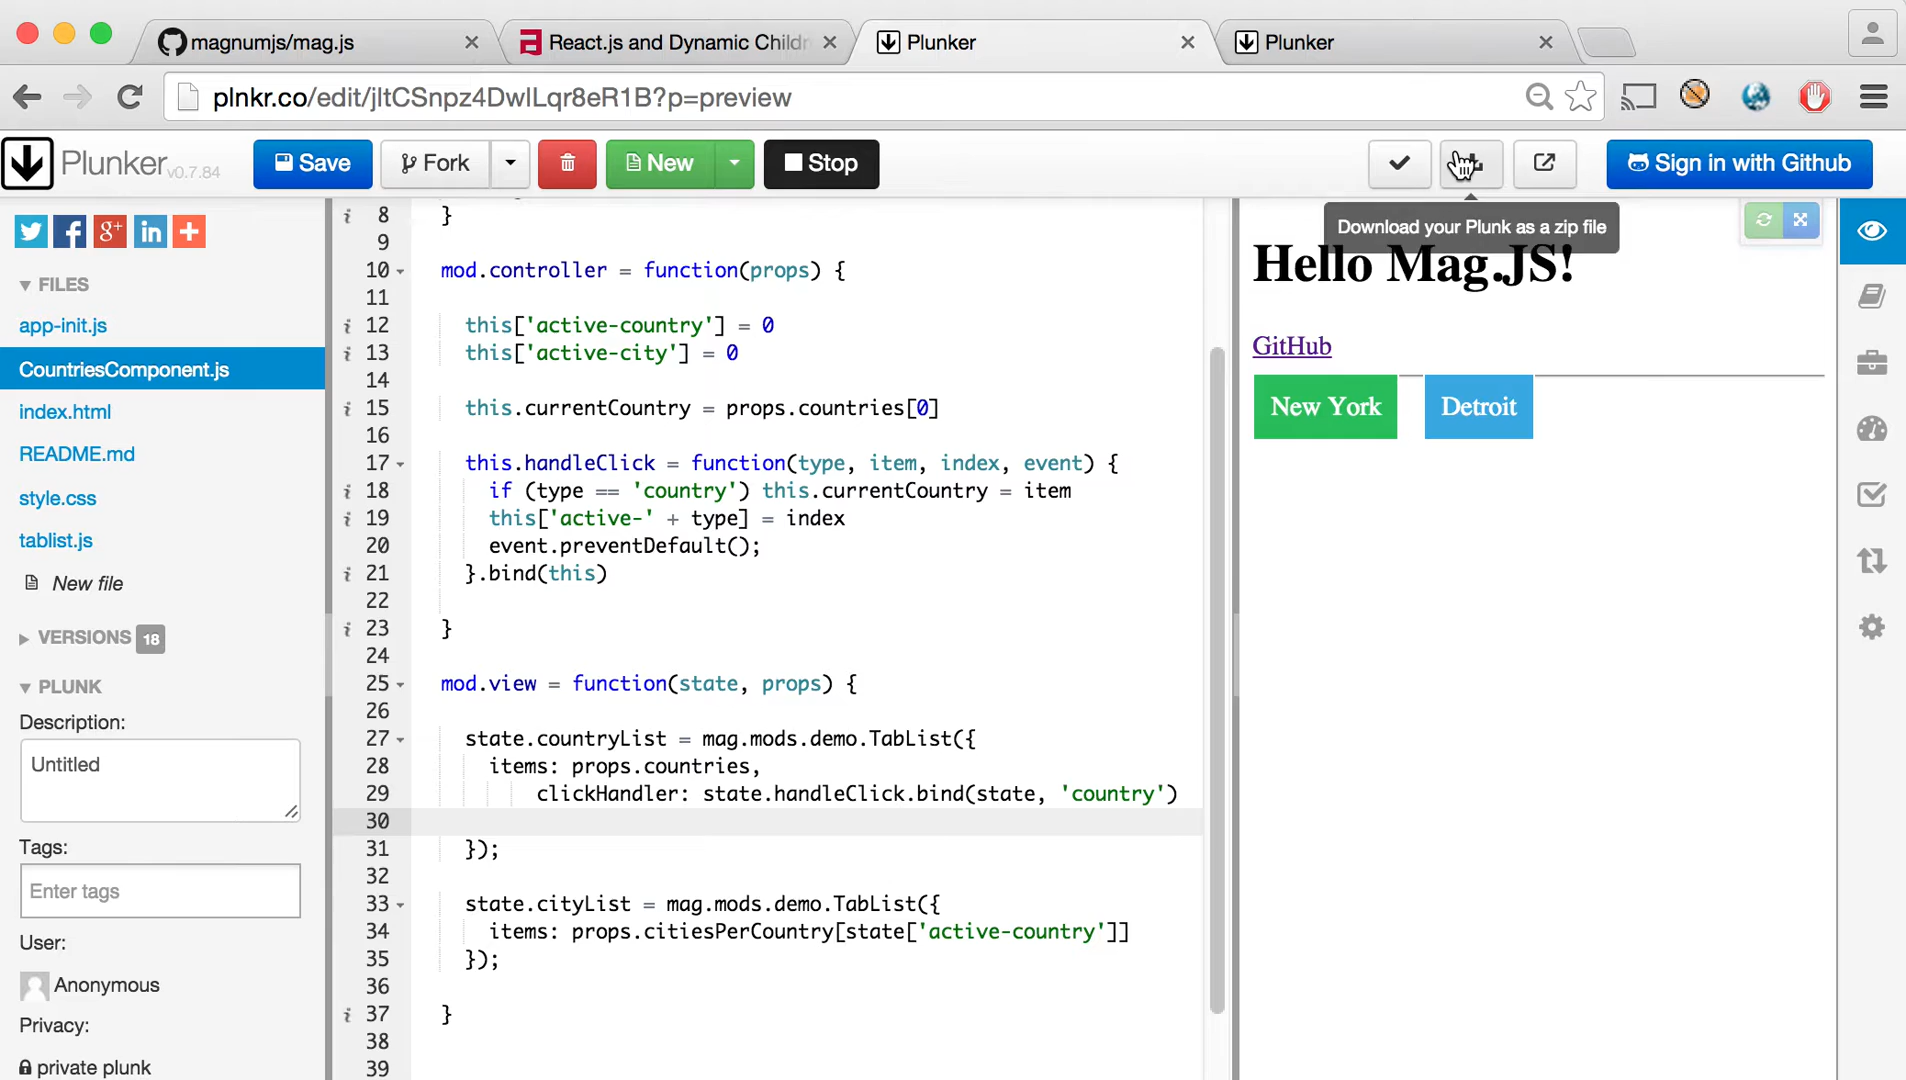 magnumjs/mag.js
React.js and Dynamic Childr
Plunker
Plunker
plnkr.co/edit/jItCSnpz4DwlLqr8eR1B?p=preview
Plunker v0.7.84
Save
Fork
New
Stop
Sign in with Github
Download your Plunk as a zip file
FILES
app-init.js
CountriesComponent.js
index.html
README.md
style.css
tablist.js
New file
VERSIONS 18
PLUNK
Description:
Untitled
Tags:
Enter tags
User:
Anonymous
Privacy:
private plunk
8 }
9
10 mod.controller = function(props) {
11
12 this['active-country'] = 0
13 this['active-city'] = 0
14
15 this.currentCountry = props.countries[0]
16
17 this.handleClick = function(type, item, index, event) {
18 if (type == 'country') this.currentCountry = item
19 this['active-' + type] = index
20 event.preventDefault();
21 }.bind(this)
22
23 }
24
25 mod.view = function(state, props) {
26
27 state.countryList = mag.mods.demo.TabList({
28 items: props.countries,
29 clickHandler: state.handleClick.bind(state, 'country')
30
31 });
32
33 state.cityList = mag.mods.demo.TabList({
34 items: props.citiesPerCountry[state['active-country']]
35 });
36
37 }
38
39
Hello Mag.JS!
GitHub
New York
Detroit